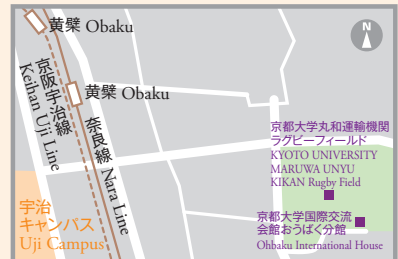 黄檗 Obaku
N
京阪宇治線
Keihan Uji Line
黄檗 Obaku
奈良線 Nara Line
京都大学丸和運輸機関
ラグビーフィールド
KYOTO UNIVERSITY
MARUWA UNYU
KIKAN Rugby Field
宇治
キャンパス
Uji Campus
京都大学国際交流
会館おうばく分館
Ohbaku International House